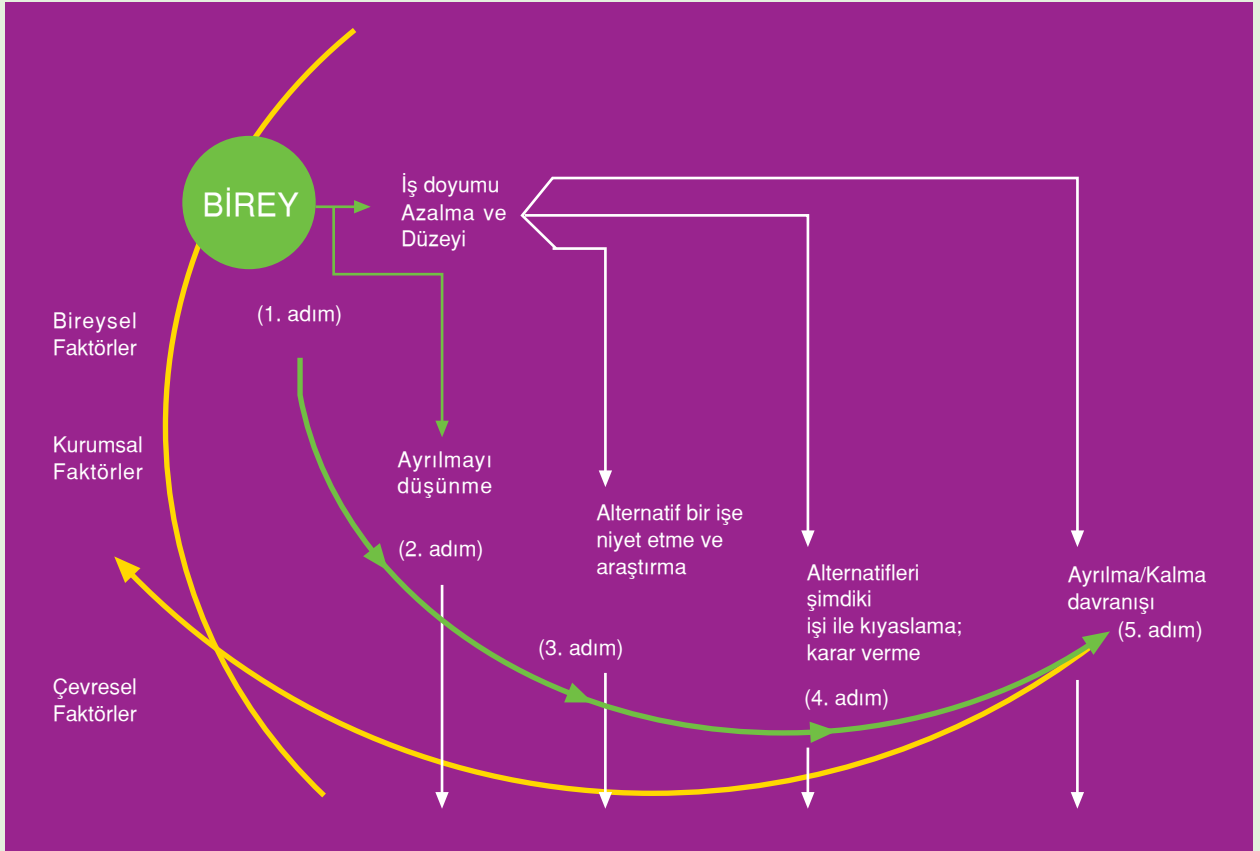 BİREY
İş doyumu
Azalma ve
Düzeyi
(1. adım)
Bireysel
Faktörler
Kurumsal
Faktörler
Çevresel
Faktörler
Ayrılmayı
düşünme
(2. adım)
Alternatif bir işe
niyet etme ve
araştırma
(3. adım)
Alternatifleri
şimdiki
işi ile kıyaslama;
karar verme
(4. adım)
Ayrılma/Kalma
davranışı
(5. adım)